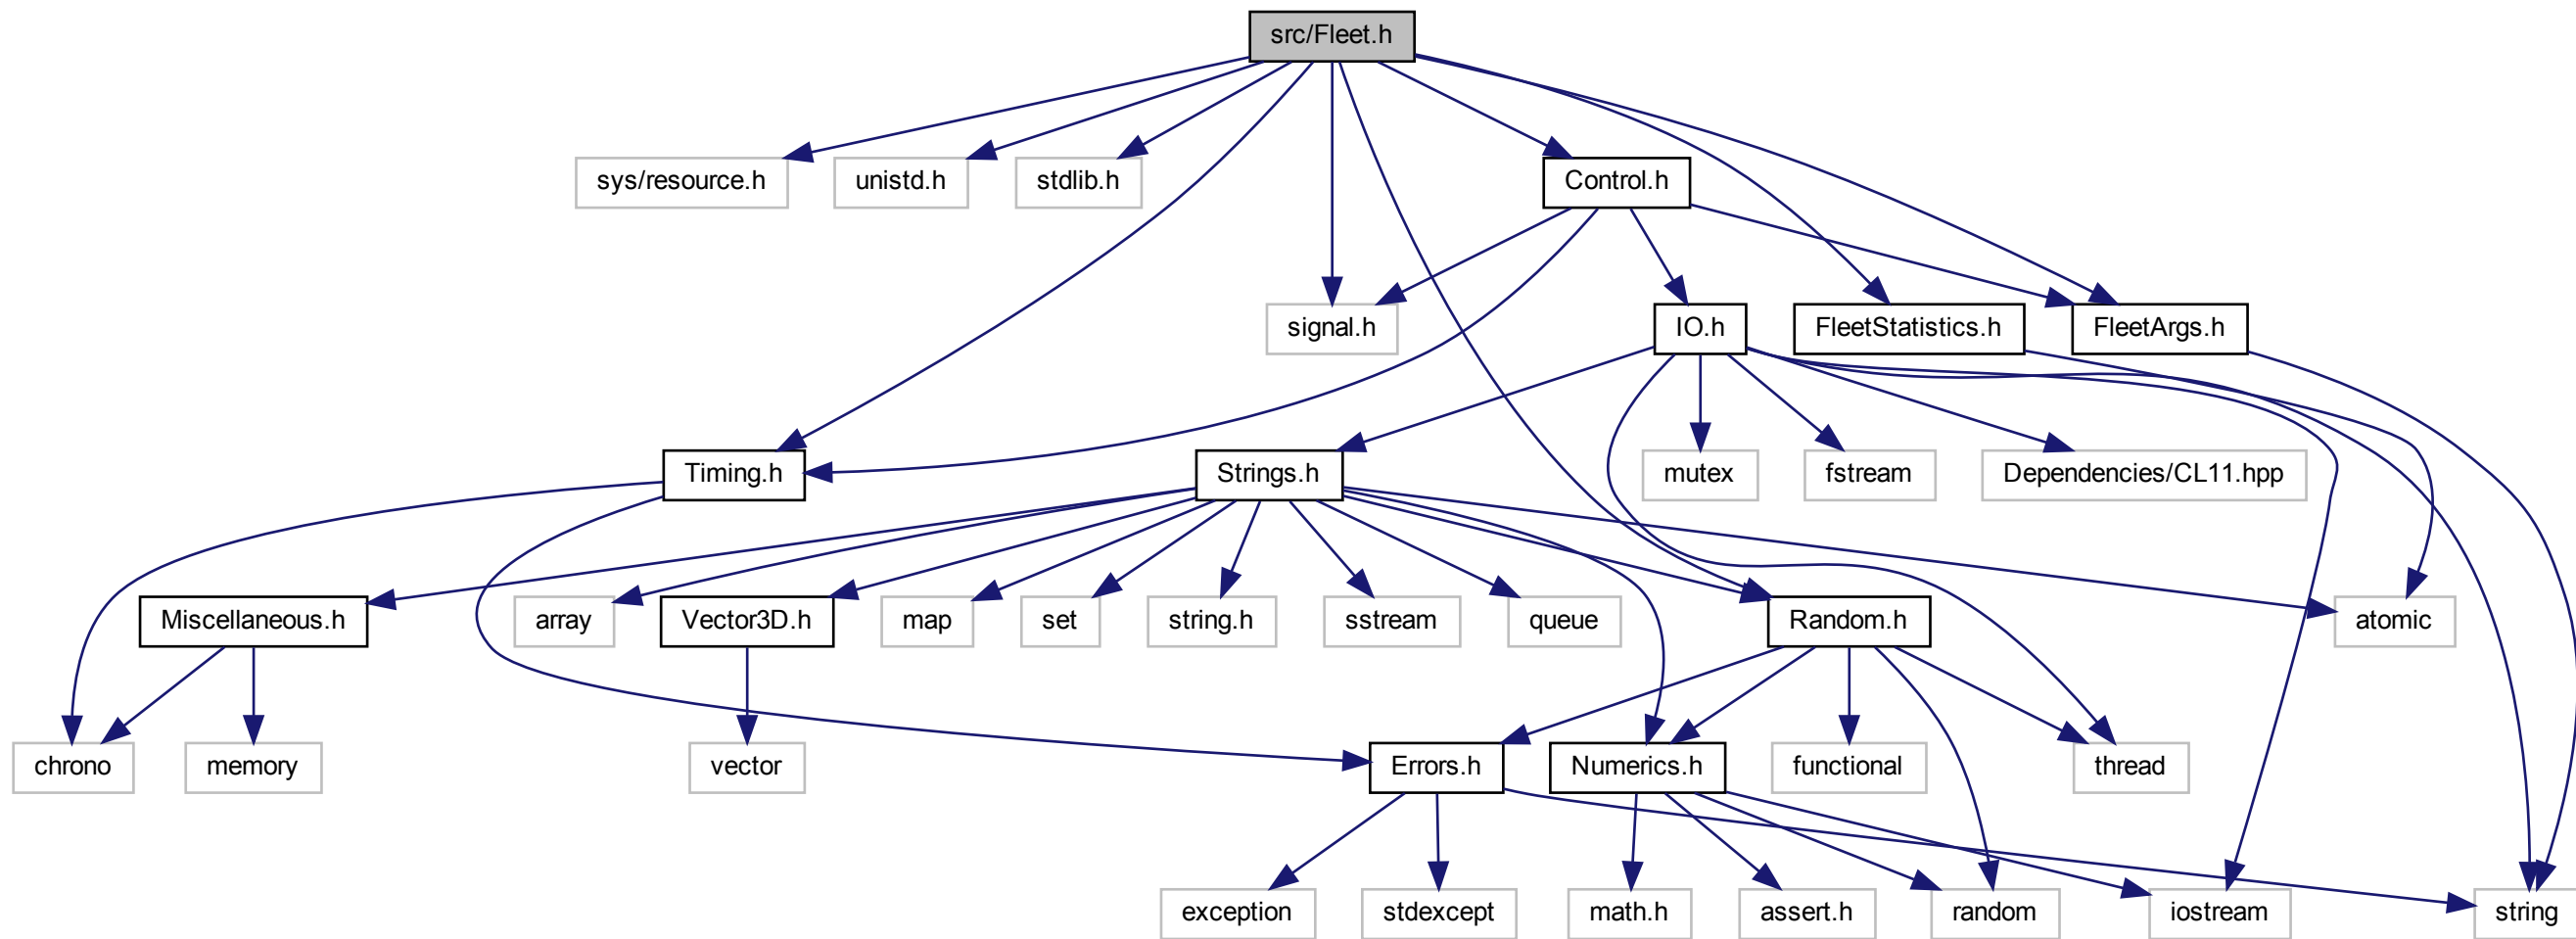 src/Fleet.h
sys/resource.h
unistd.h
stdlib.h
Control.h
signal.h
IO.h
FleetStatistics.h
FleetArgs.h
Timing.h
Strings.h
mutex
fstream
Dependencies/CL11.hpp
Miscellaneous.h
array
Vector3D.h
map
set
string.h
sstream
queue
Random.h
atomic
chrono
memory
vector
Errors.h
Numerics.h
functional
thread
exception
stdexcept
math.h
assert.h
random
iostream
string